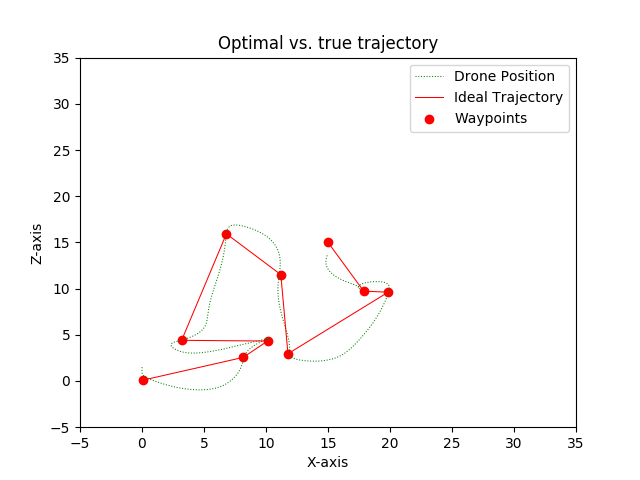 Optimal vs. true trajectory
Drone Position
Ideal Trajectory
Waypoints
Z-axis
35
30
25
20
15
10
5
0
−5
−5 0 5 10 15 20 25 30 35
X-axis